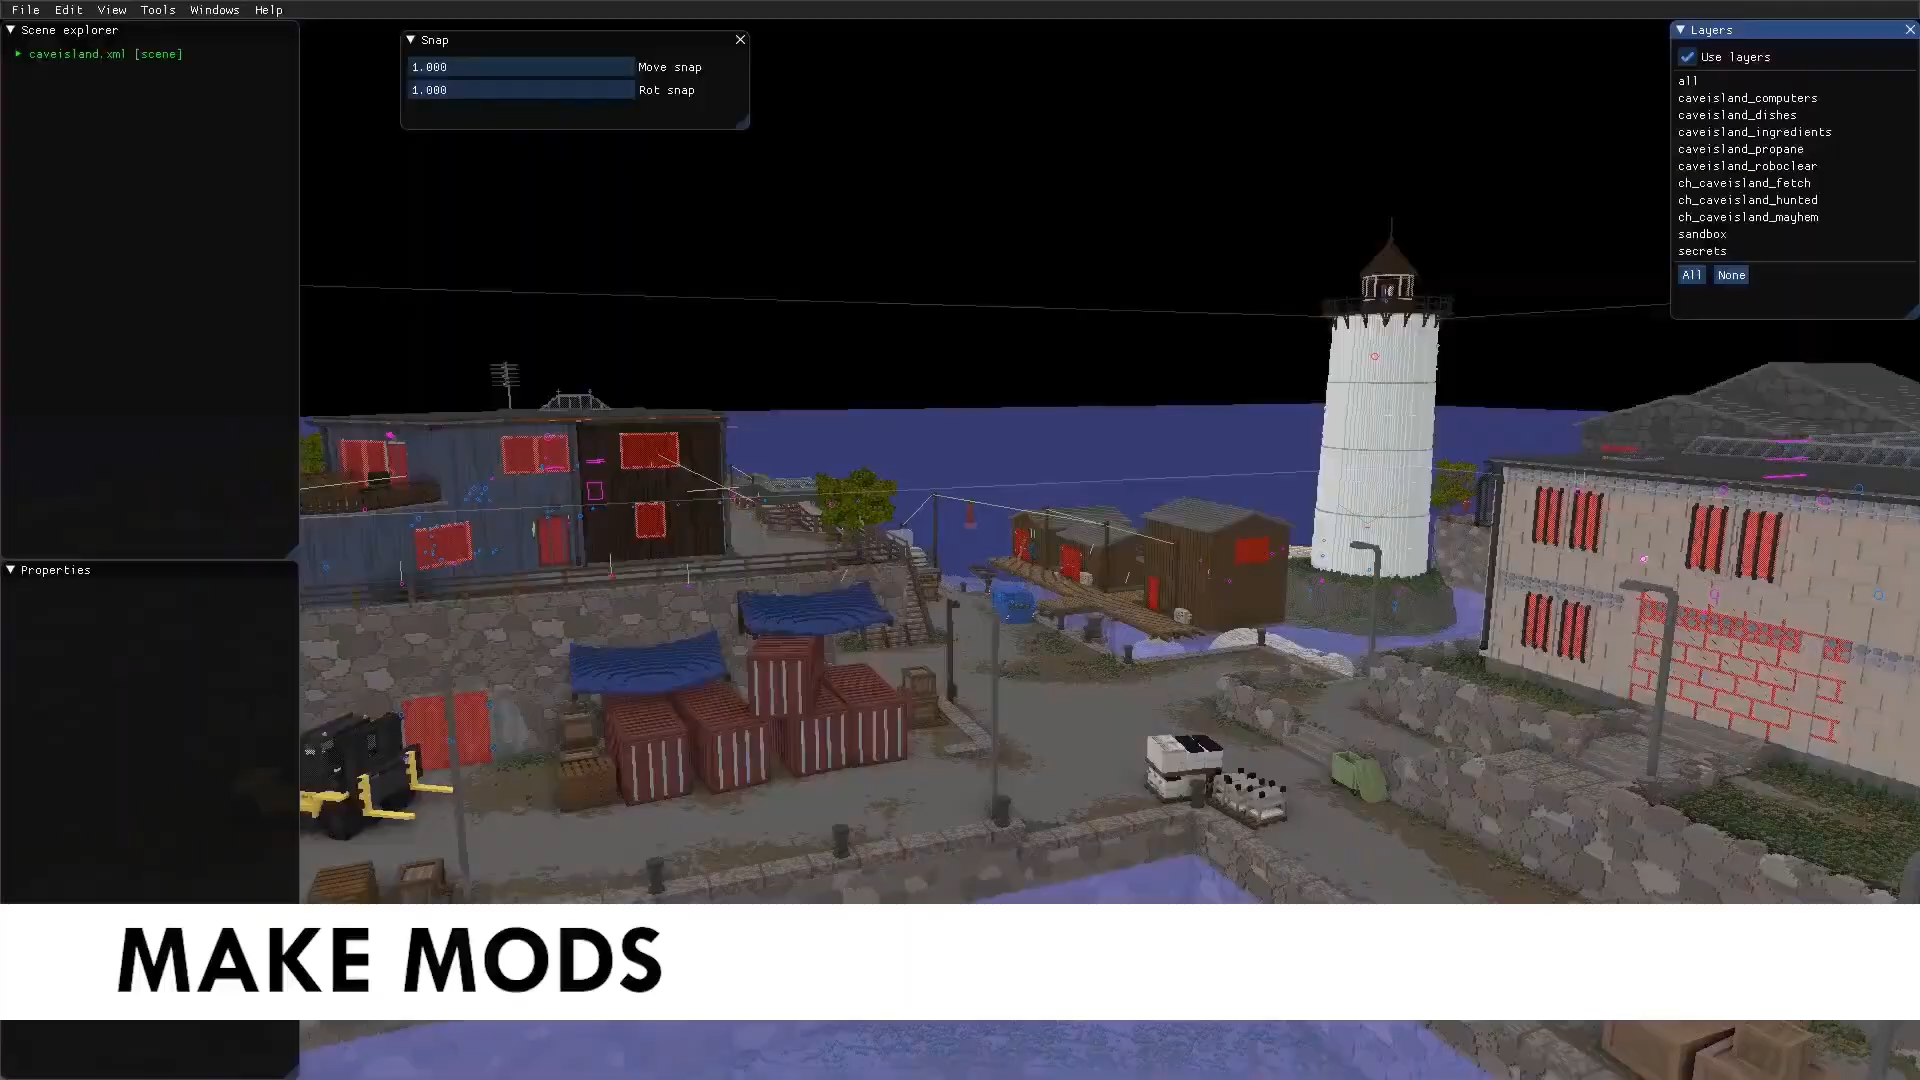 File Edit View Tools Windows Help
Scene explorer
caveisland.xml [scene]
Snap
1.000 Move snap
1.000 Rot snap
Layers
Use layers
all
caveisland_computers
caveisland_dishes
caveisland_ingredients
caveisland_propane
caveisland_roboclear
ch_caveisland_fetch
ch_caveisland_hunted
ch_caveisland_mayhem
sandbox
secrets
All None
Properties
MAKE MODS